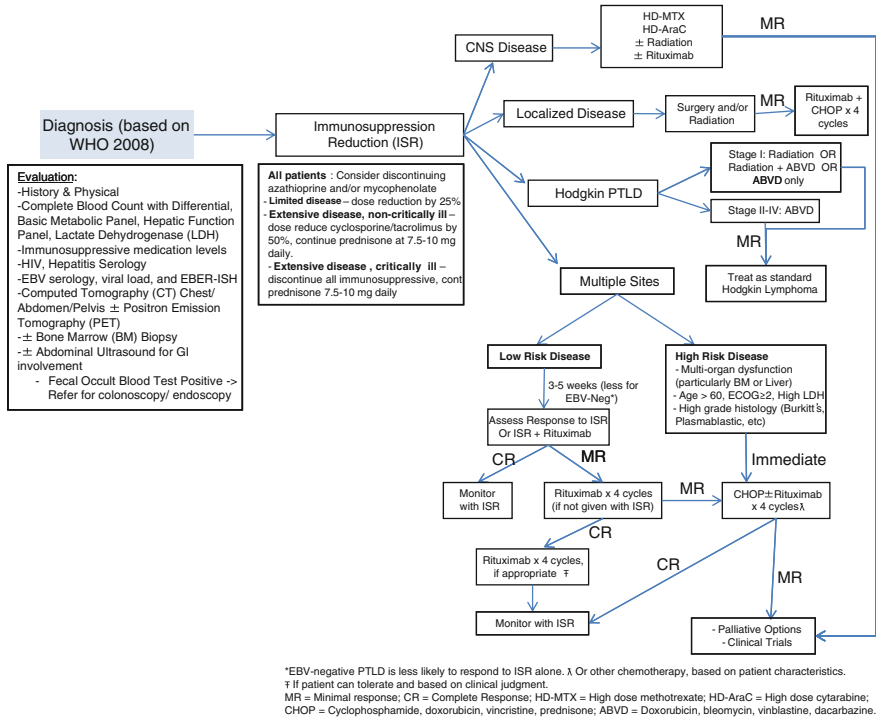 HD-MTX
HD-AraC
± Radiation
± Rituximab
MR
CNS Disease
Localized Disease
Surgery and/or
Radiation
MR
Rituximab +
CHOP x 4
cycles
Diagnosis (based on
WHO 2008)
Immunosuppression
Reduction (ISR)
Evaluation:
-History & Physical
-Complete Blood Count with Differential,
Basic Metabolic Panel, Hepatic Function
Panel, Lactate Dehydrogenase (LDH)
-Immunosuppressive medication levels
-HIV, Hepatitis Serology
-EBV serology, viral load, and EBER-ISH
-Computed Tomography (CT) Chest/
Abdomen/Pelvis ± Positron Emission
Tomography (PET)
-± Bone Marrow (BM) Biopsy
-± Abdominal Ultrasound for GI
involvement
- Fecal Occult Blood Test Positive ->
Refer for colonoscopy/ endoscopy
All patients : Consider discontinuing
azathioprine and/or mycophenolate
- Limited disease – dose reduction by 25%
- Extensive disease, non-critically ill –
dose reduce cyclosporine/tacrolimus by
50%, continue prednisone at 7.5-10 mg
daily.
- Extensive disease , critically ill –
discontinue all immunosuppressive, cont
prednisone 7.5-10 mg daily
Hodgkin PTLD
Stage I: Radiation OR
Radiation + ABVD OR
ABVD only
Stage II-IV: ABVD
MR
Treat as standard
Hodgkin Lymphoma
Multiple Sites
Low Risk Disease
3-5 weeks (less for
EBV-Neg*)
High Risk Disease
- Multi-organ dysfunction
(particularly BM or Liver)
- Age > 60, ECOG≥2, High LDH
- High grade histology (Burkitt's,
Plasmablastic, etc)
Assess Response to ISR
Or ISR + Rituximab
CR
MR
Immediate
Monitor
with ISR
Rituximab x 4 cycles
(if not given with ISR)
MR
CHOP±Rituximab
x 4 cyclesλ
CR
Rituximab x 4 cycles,
if appropriate Ŧ
CR
MR
Monitor with ISR
- Palliative Options
- Clinical Trials
*EBV-negative PTLD is less likely to respond to ISR alone. λ Or other chemotherapy, based on patient characteristics.
Ŧ If patient can tolerate and based on clinical judgment.
MR = Minimal response; CR = Complete Response; HD-MTX = High dose methotrexate; HD-AraC = High dose cytarabine;
CHOP = Cyclophosphamide, doxorubicin, vincristine, prednisone; ABVD = Doxorubicin, bleomycin, vinblastine, dacarbazine.